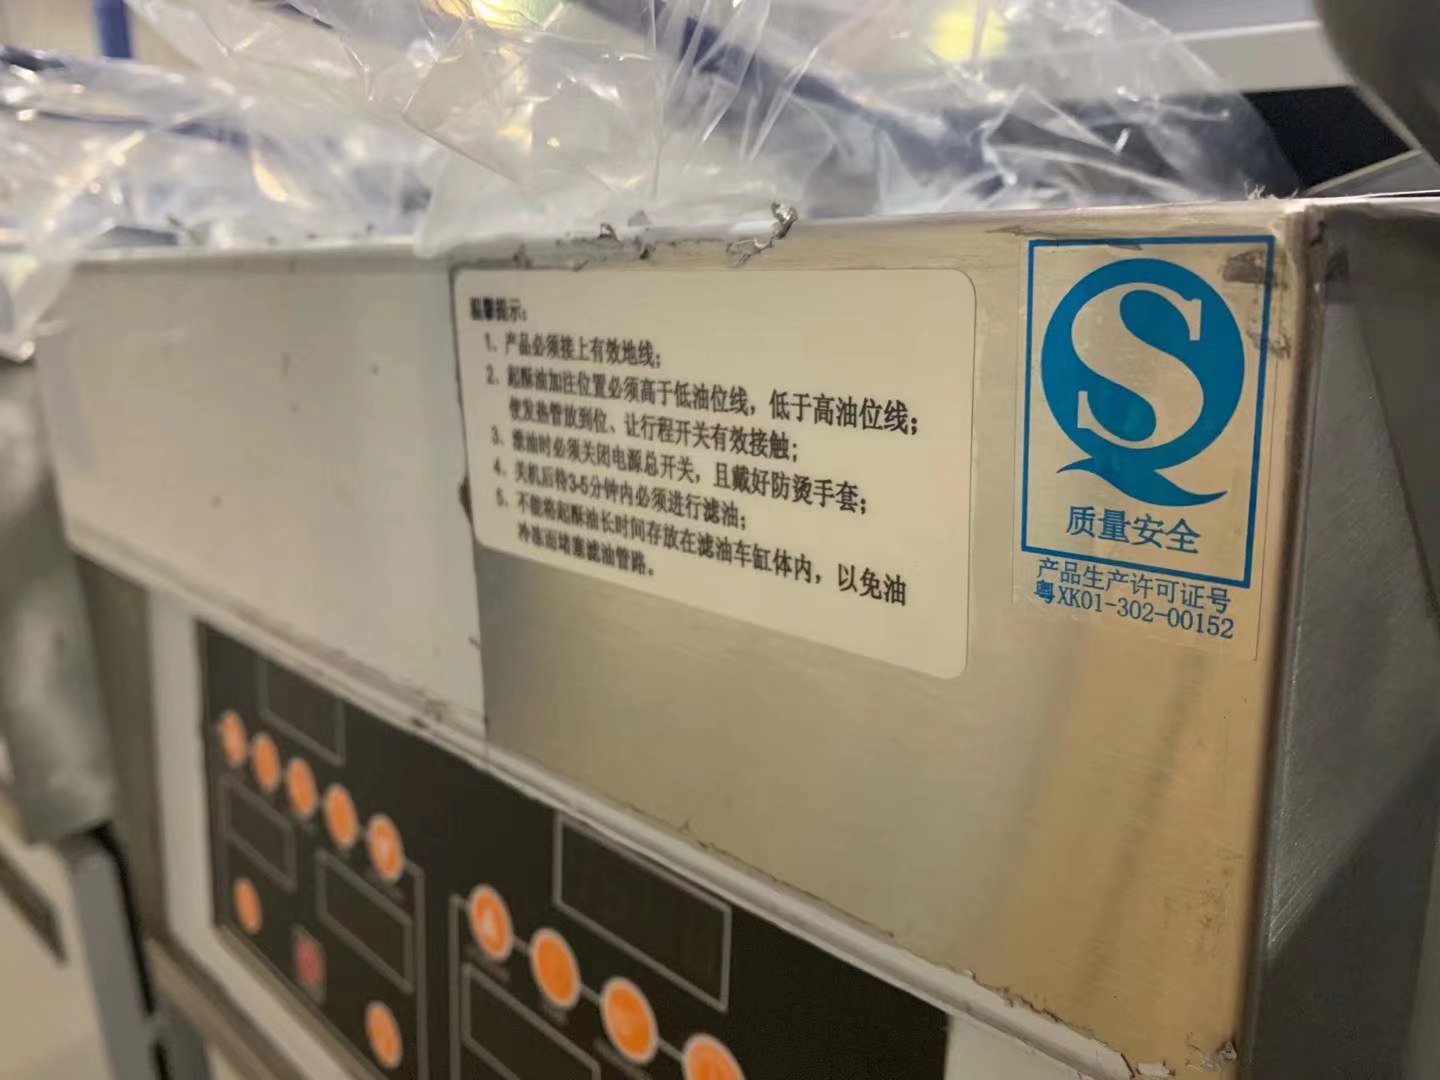 温馨提示:
1、产品必须接上有效地线;
2、起酥油加注位置必须高于低油位线，低于高油位线;
使发热管放到位、让行程开关有效接触;
3、滤油时必须关闭电源总开关，且戴好防烫手套;
4、关机后待3-5分钟内必须进行滤油;
5、不能将起酥油长时间存放在滤油车缸体内，以免油
冷冻而堵塞滤油管路。
QS
质量安全
产品生产许可证号
粤XK01-302-00152